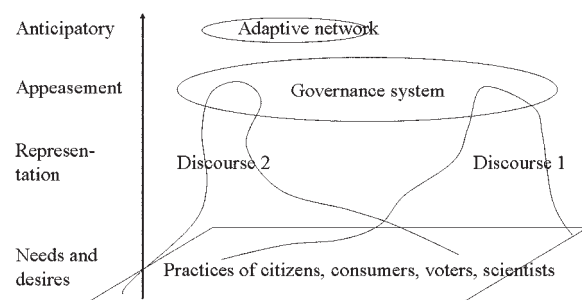 Anticipatory
Adaptive network
Appeasement
Governance system
Represen-
tation
Discourse 2
Discourse 1
Needs and
desires
Practices of citizens, consumers, voters, scientists